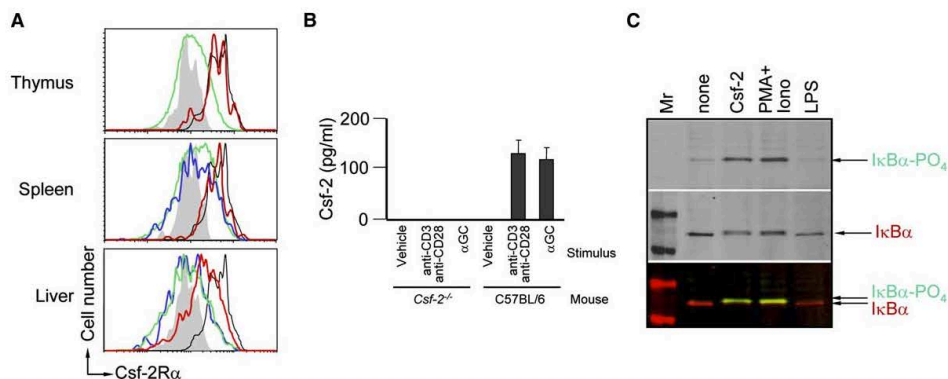 A
Thymus
Spleen
Liver
Cell number
Csf-2Rα
B
Csf-2 (pg/ml)
200
100
0
Vehicle
anti-CD3
anti-CD28
αGC
Vehicle
anti-CD3
anti-CD28
αGC
Stimulus
Csf-2-/-
C57BL/6
Mouse
C
Mr
none
Csf-2
PMA+
Iono
LPS
IκBα-PO4
IκBα
IκBα-PO4
IκBα